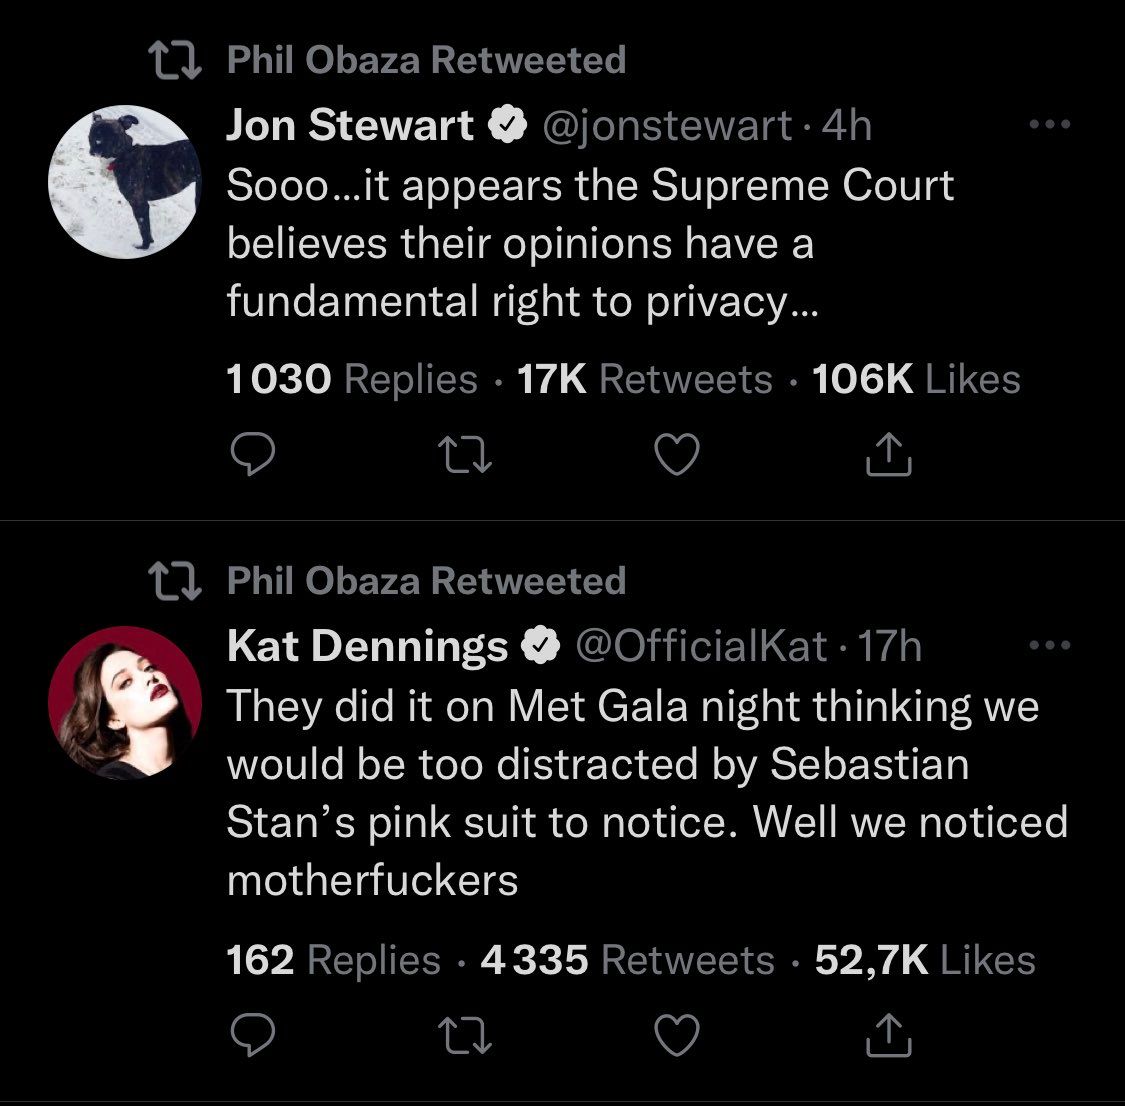 Phil Obaza Retweeted
Jon Stewart @jonstewart · 4h
Sooo...it appears the Supreme Court
believes their opinions have a
fundamental right to privacy...
1 030 Replies · 17K Retweets · 106K Likes
Phil Obaza Retweeted
Kat Dennings @OfficialKat · 17h
They did it on Met Gala night thinking we
would be too distracted by Sebastian
Stan’s pink suit to notice. Well we noticed
motherfuckers
162 Replies · 4 335 Retweets · 52,7K Likes